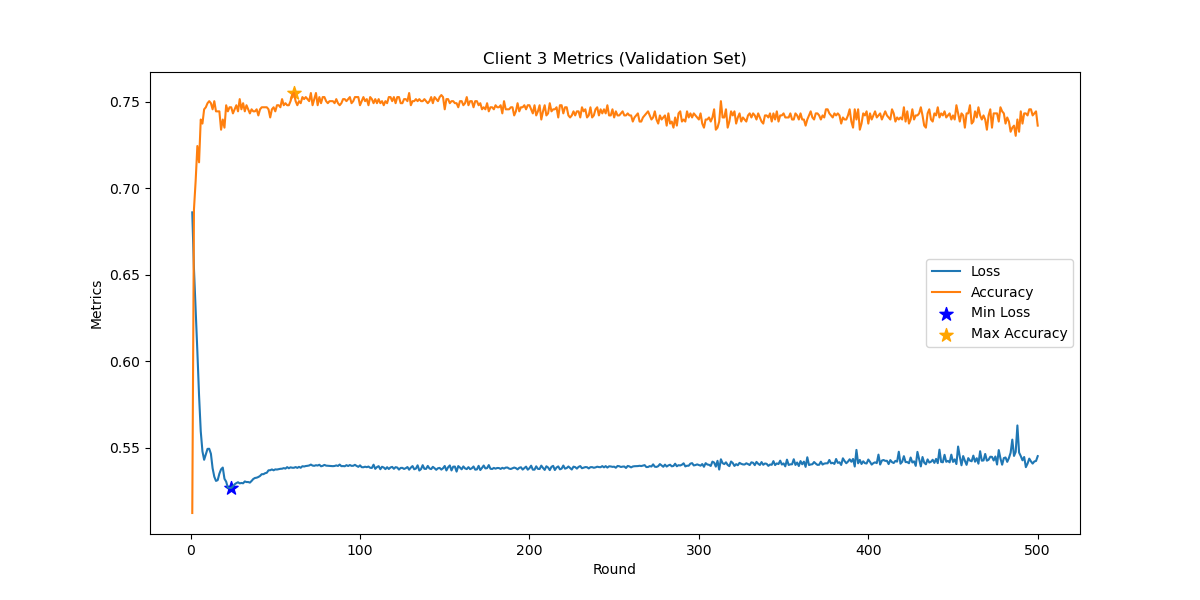 Client 3 Metrics (Validation Set)
Metrics
0.75
0.70
0.65
0.60
0.55
0
100
200
300
400
500
Round
Loss
Accuracy
Min Loss
Max Accuracy